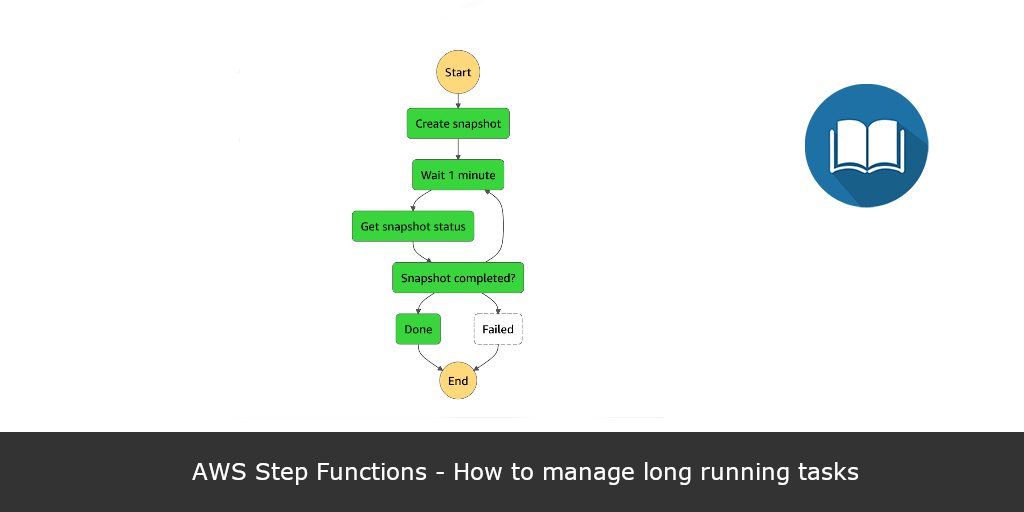 Start
Create snapshot
Wait 1 minute
Get snapshot status
Snapshot completed?
Done
Failed
End
AWS Step Functions - How to manage long running tasks